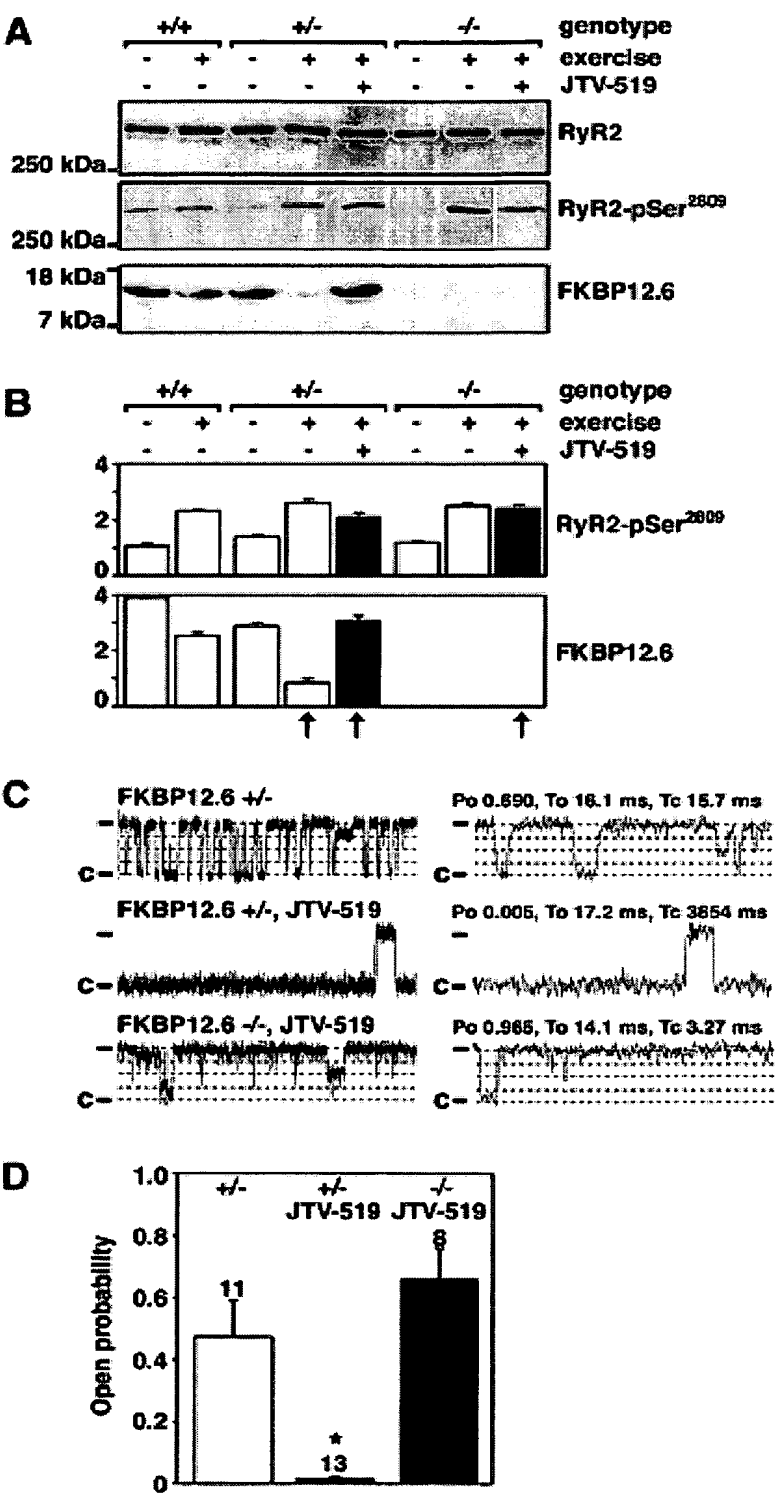 A
+/+ +/- -/- genotype
- + - + + - + + exercise
- - - - + - - + JTV-519
RyR2
250 kDa
RyR2-pSer2809
250 kDa
18 kDa
FKBP12.6
7 kDa
B
+/+ +/- -/- genotype
- + - + + - + + exercise
- - - - + - - + JTV-519
4
2
0
RyR2-pSer2809
4
2
0
FKBP12.6
C
FKBP12.6 +/- Po 0.690, To 16.1 ms, Tc 15.7 ms
C
FKBP12.6 +/-, JTV-519 Po 0.005, To 17.2 ms, Tc 3854 ms
C C
FKBP12.6 -/-, JTV-519 Po 0.965, To 14.1 ms, Tc 3.27 ms
C C
D
Open probability
1.0
0.8
0.6
0.4
0.2
0
+/- +/- -/-
JTV-519 JTV-519
11
*
13
8